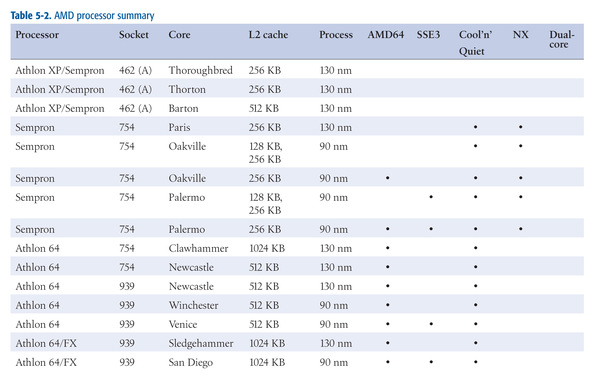 Table 5-2. AMD processor summary
Processor Socket Core L2 cache Process AMD64 SSE3 Cool'n' Quiet NX Dual-core
Athlon XP/Sempron 462 (A) Thoroughbred 256 KB 130 nm
Athlon XP/Sempron 462 (A) Thorton 256 KB 130 nm
Athlon XP/Sempron 462 (A) Barton 512 KB 130 nm
Sempron 754 Paris 256 KB 130 nm • •
Sempron 754 Oakville 128 KB, 256 KB 90 nm • •
Sempron 754 Oakville 256 KB 90 nm • • •
Sempron 754 Palermo 128 KB, 256 KB 90 nm • • •
Sempron 754 Palermo 256 KB 90 nm • • • •
Athlon 64 754 Clawhammer 1024 KB 130 nm • •
Athlon 64 754 Newcastle 512 KB 130 nm • •
Athlon 64 939 Newcastle 512 KB 130 nm • •
Athlon 64 939 Winchester 512 KB 90 nm • •
Athlon 64 939 Venice 512 KB 90 nm • • •
Athlon 64/FX 939 Sledgehammer 1024 KB 130 nm • •
Athlon 64/FX 939 San Diego 1024 KB 90 nm • • •